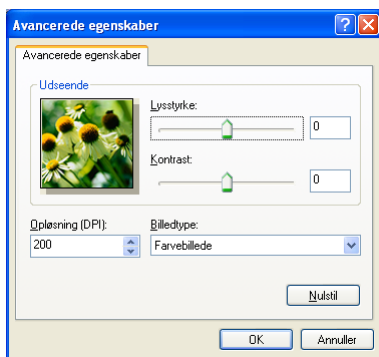 Avancerede egenskaber
Avancerede egenskaber
Udseende
Lysstyrke:
0
Kontrast:
0
Opløsning (DPI):
Billedtype:
200
Farvebillede
Nulstil
OK
Annuller